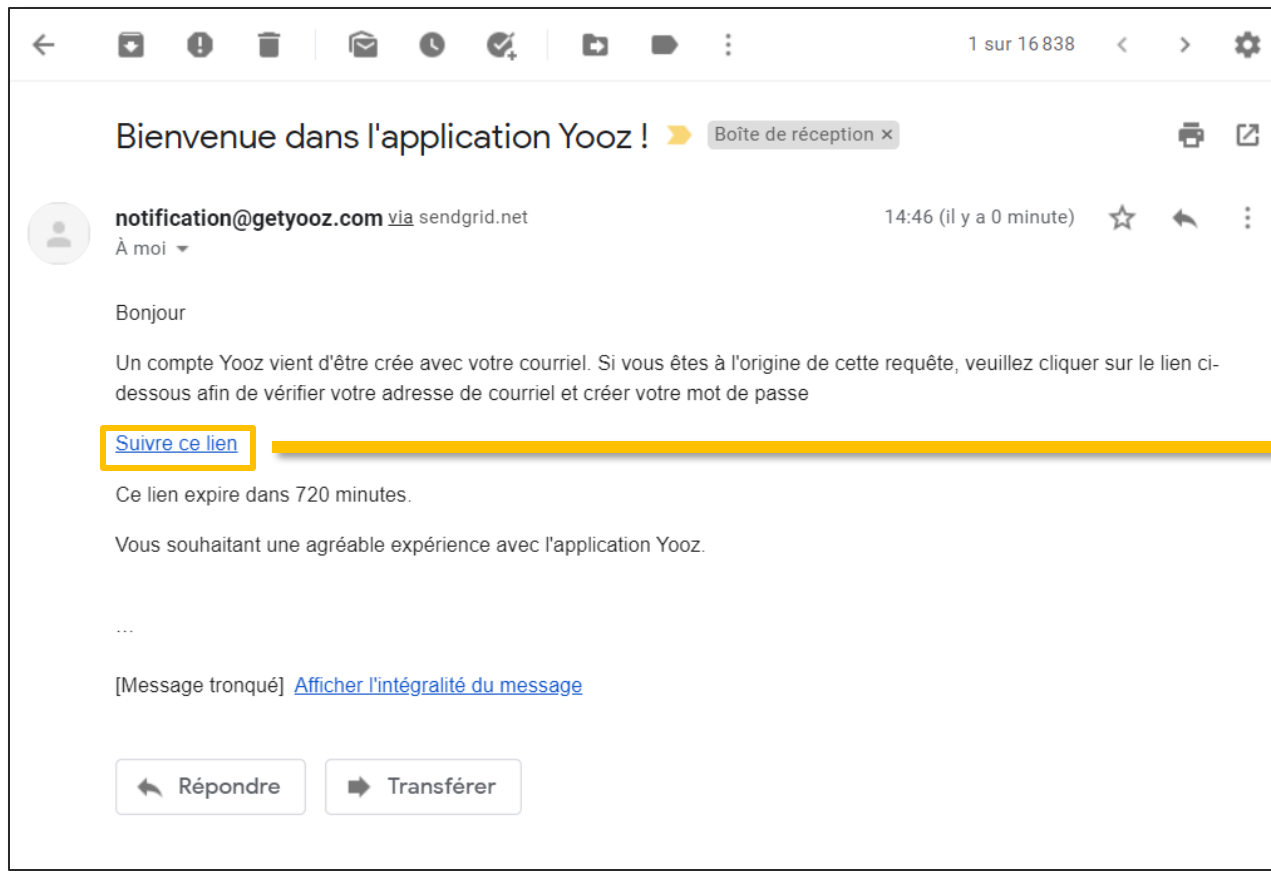 1 sur 16 838
Bienvenue dans l'application Yooz !
Boîte de réception ×
notification@getyooz.com via sendgrid.net
14:46 (il y a 0 minute)
À moi
Bonjour
Un compte Yooz vient d'être crée avec votre courriel. Si vous êtes à l'origine de cette requête, veuillez cliquer sur le lien ci-
dessous afin de vérifier votre adresse de courriel et créer votre mot de passe
Suivre ce lien
Ce lien expire dans 720 minutes.
Vous souhaitant une agréable expérience avec l'application Yooz.
...
[Message tronqué] Afficher l'intégralité du message
Répondre
Transférer